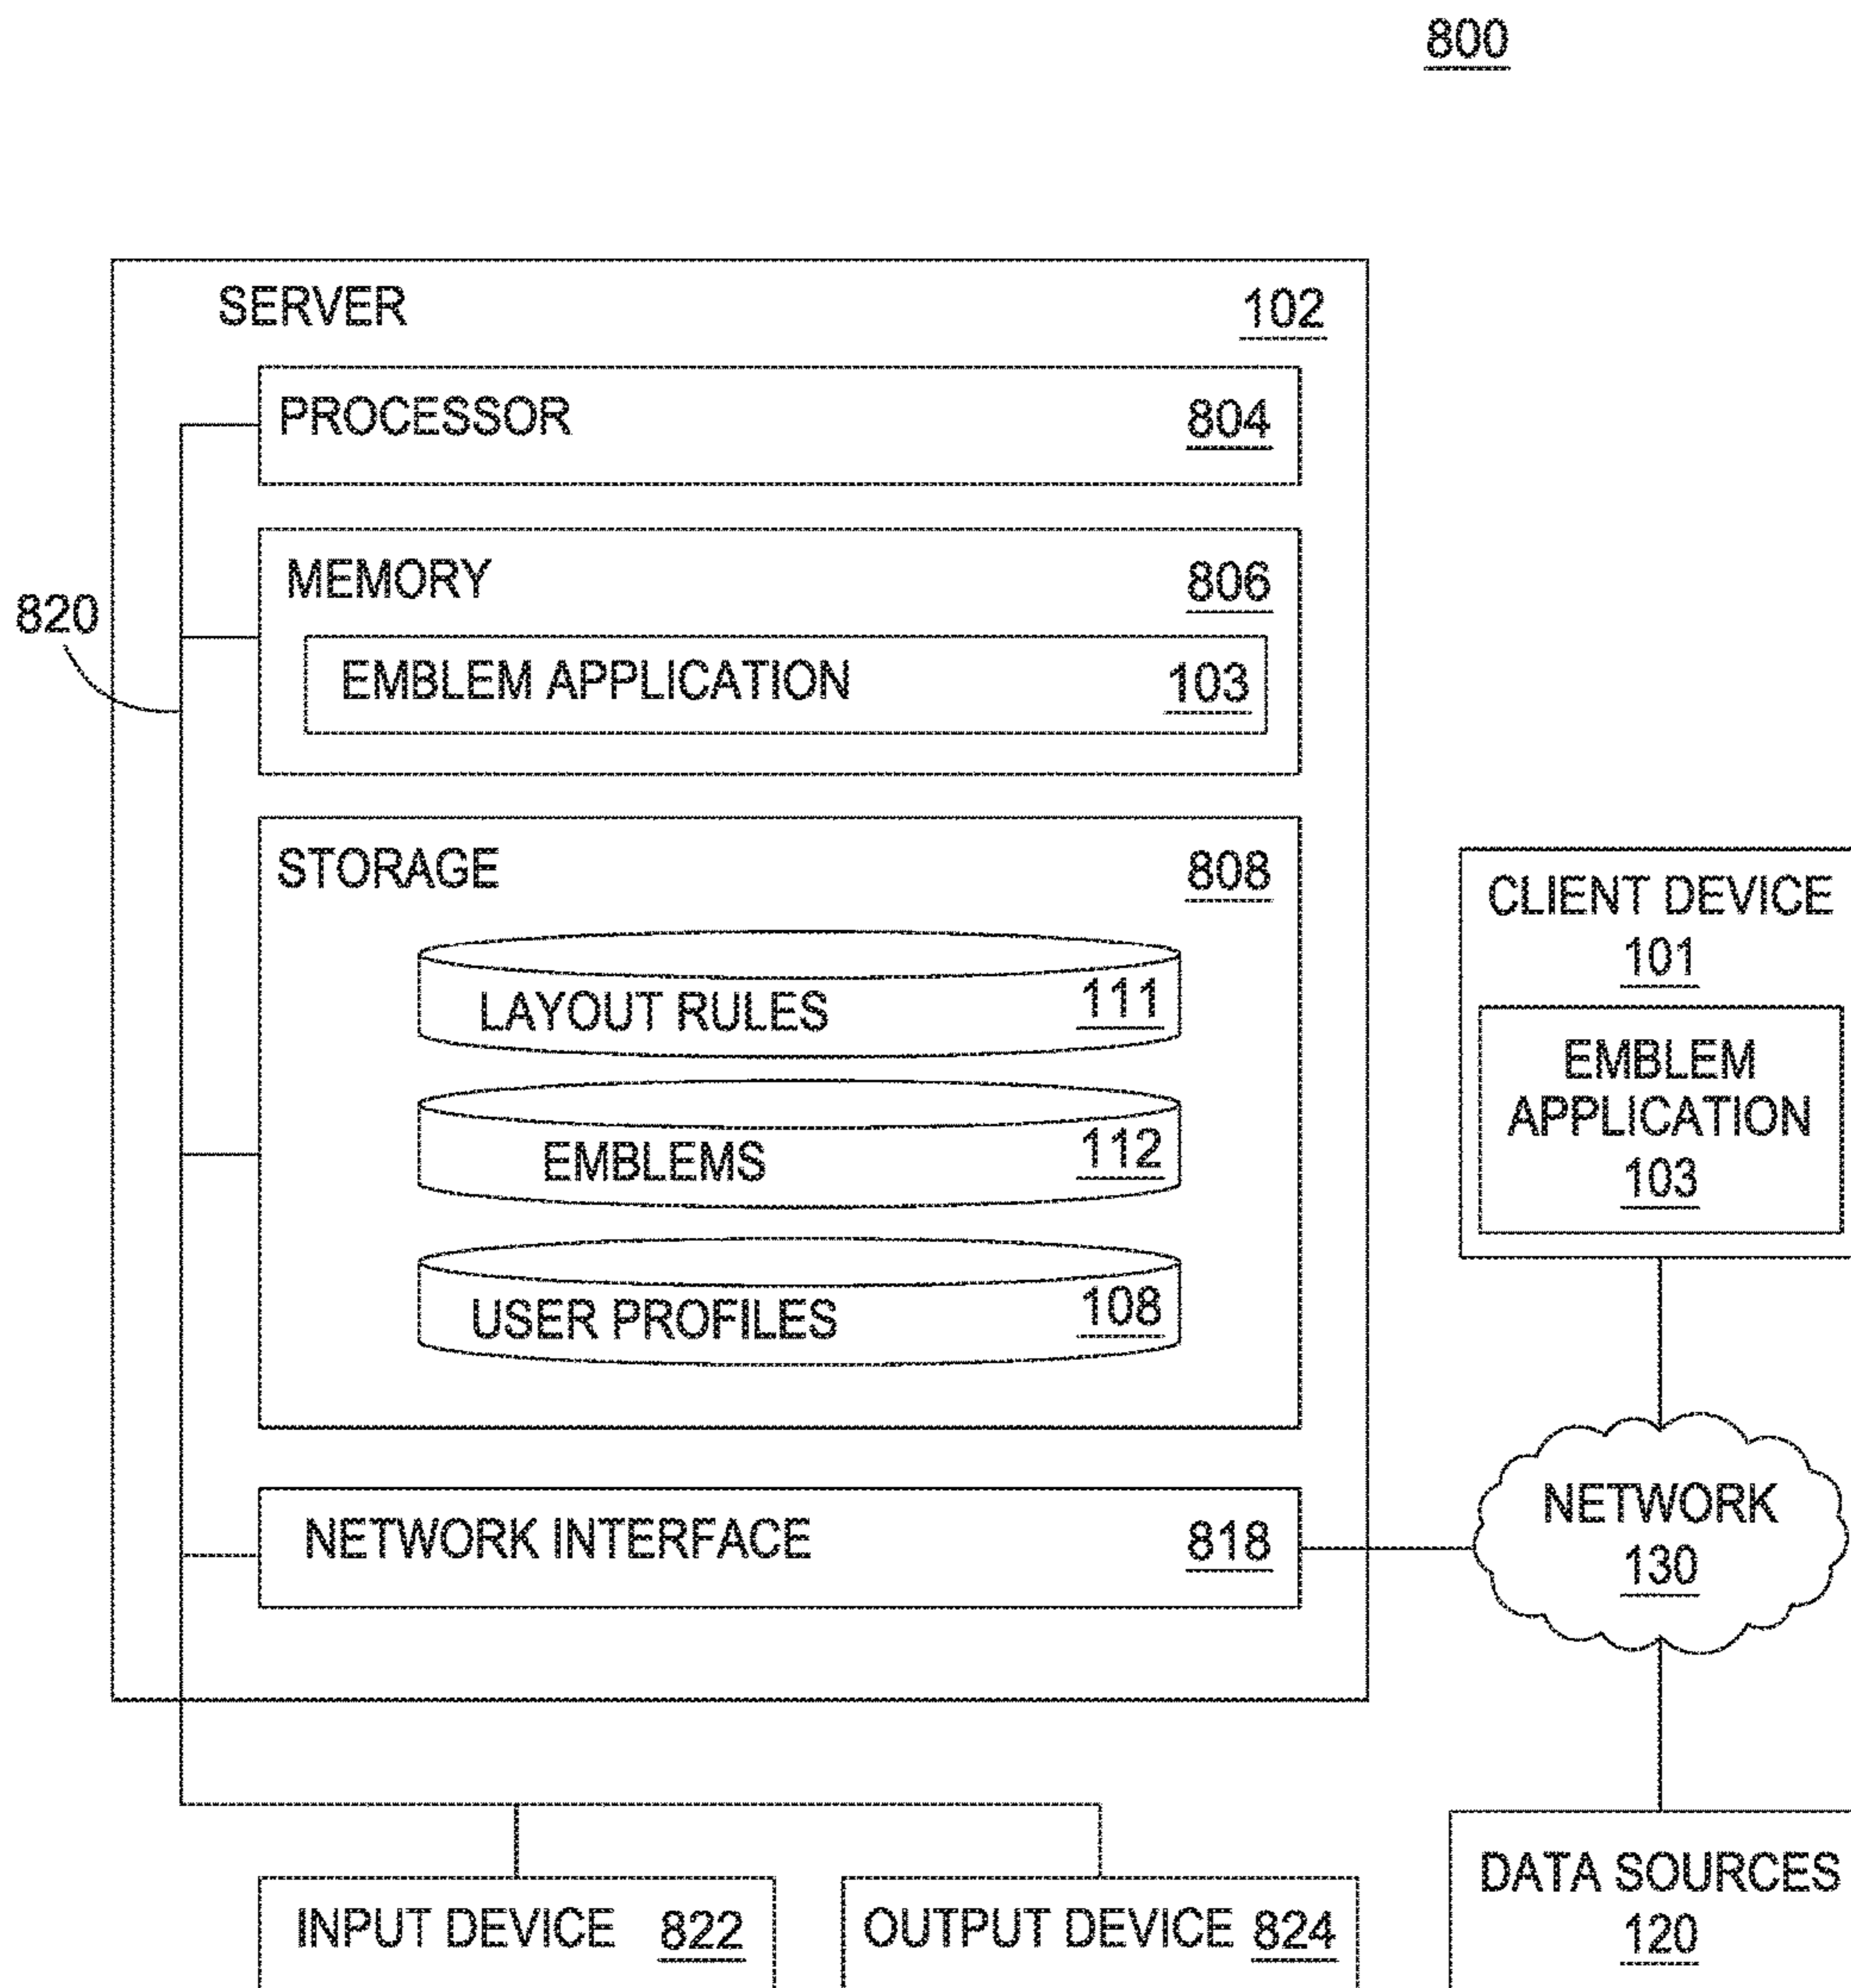 800
SERVER 102
PROCESSOR 804
MEMORY 806
820
EMBLEM APPLICATION 103
STORAGE 808
LAYOUT RULES 111
EMBLEMS 112
USER PROFILES 108
NETWORK INTERFACE 818
CLIENT DEVICE
101
EMBLEM
APPLICATION
103
NETWORK
130
INPUT DEVICE 822
OUTPUT DEVICE 824
DATA SOURCES
120